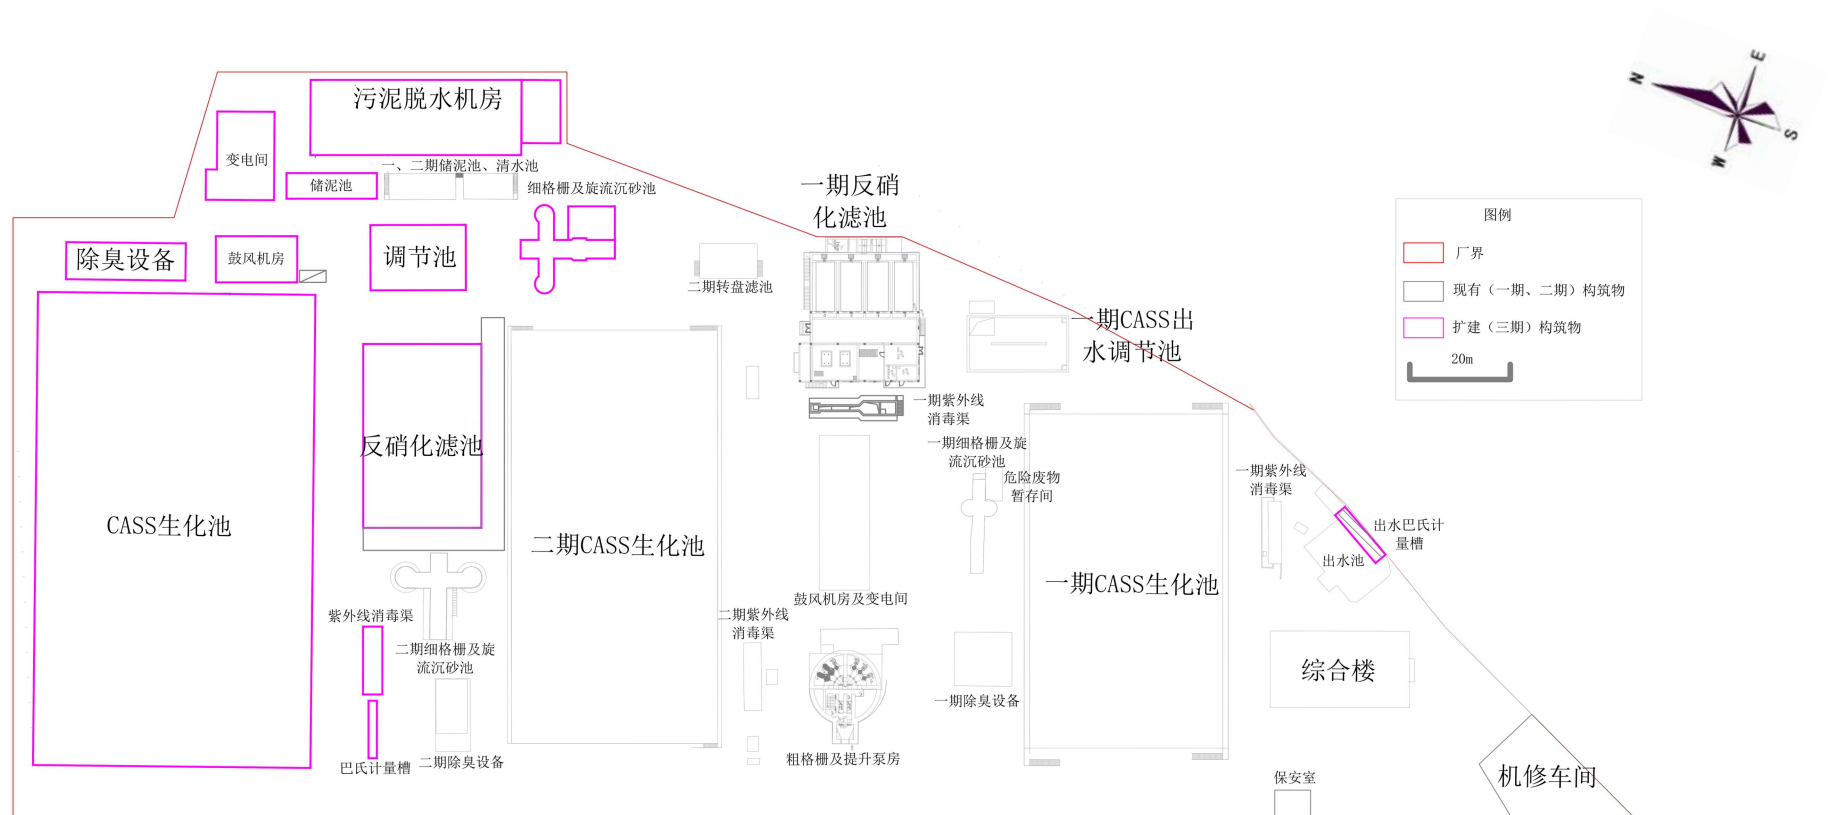 污泥脱水机房
变电间
一、二期储泥池、清水池
储泥池
细格栅及旋流沉砂池
一期反硝
化滤池
N
E
S
W
图例
厂界
现有（一期、二期）构筑物
扩建（三期）构筑物
20m
除臭设备
鼓风机房
调节池
二期转盘滤池
一期CASS出
水调节池
一期紫外线
消毒渠
反硝化滤池
一期细格栅及旋
流沉砂池
危险废物
暂存间
一期紫外线
消毒渠
出水巴氏计
量槽
出水池
CASS生化池
二期CASS生化池
一期CASS生化池
鼓风机房及变电间
紫外线消毒渠
二期紫外线
消毒渠
二期细格栅及旋
流沉砂池
综合楼
一期除臭设备
巴氏计量槽
二期除臭设备
粗格栅及提升泵房
保安室
机修车间